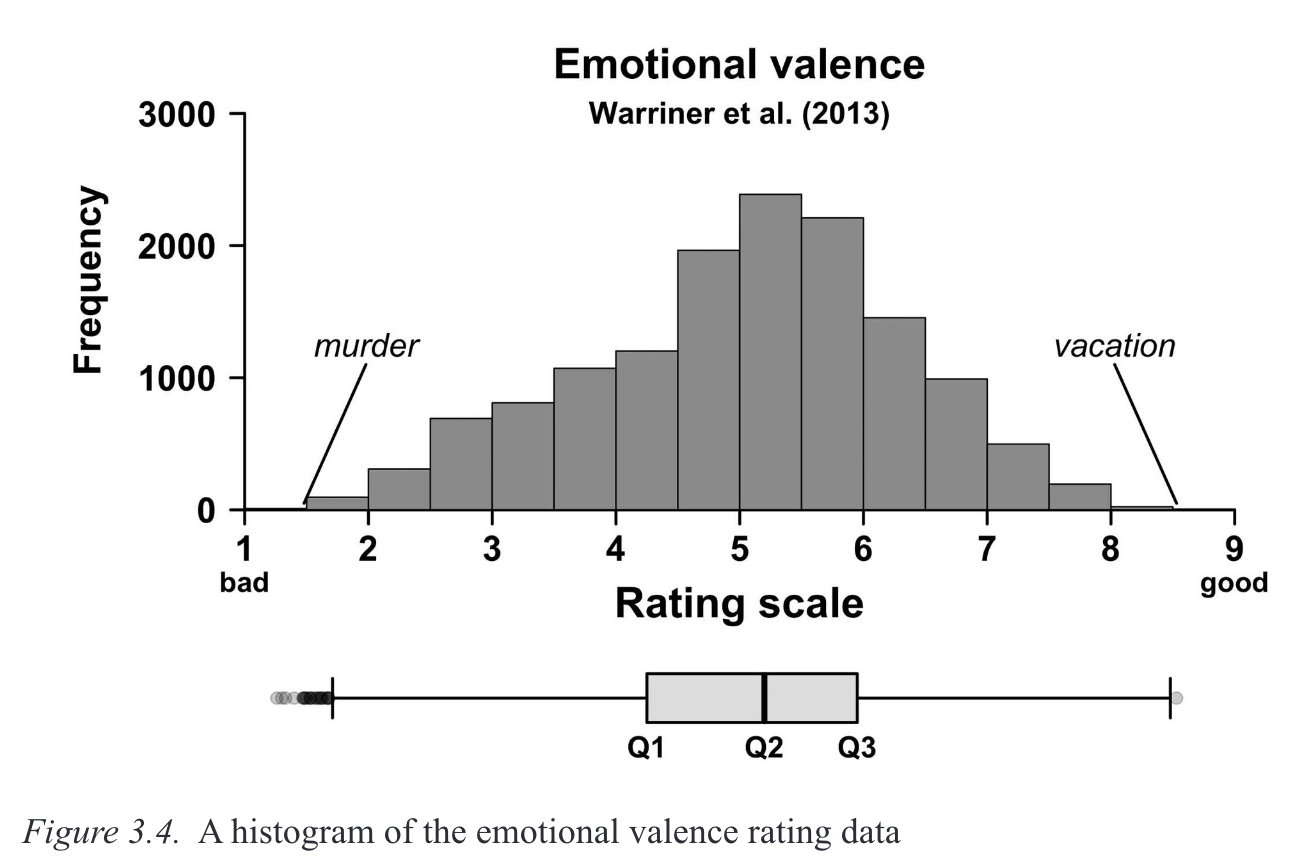 Emotional valence
Warriner et al. (2013)
Frequency
3000
2000
1000
0
murder
vacation
1 2 3 4 5 6 7 8 9
bad good
Rating scale
Q1 Q2 Q3
Figure 3.4. A histogram of the emotional valence rating data